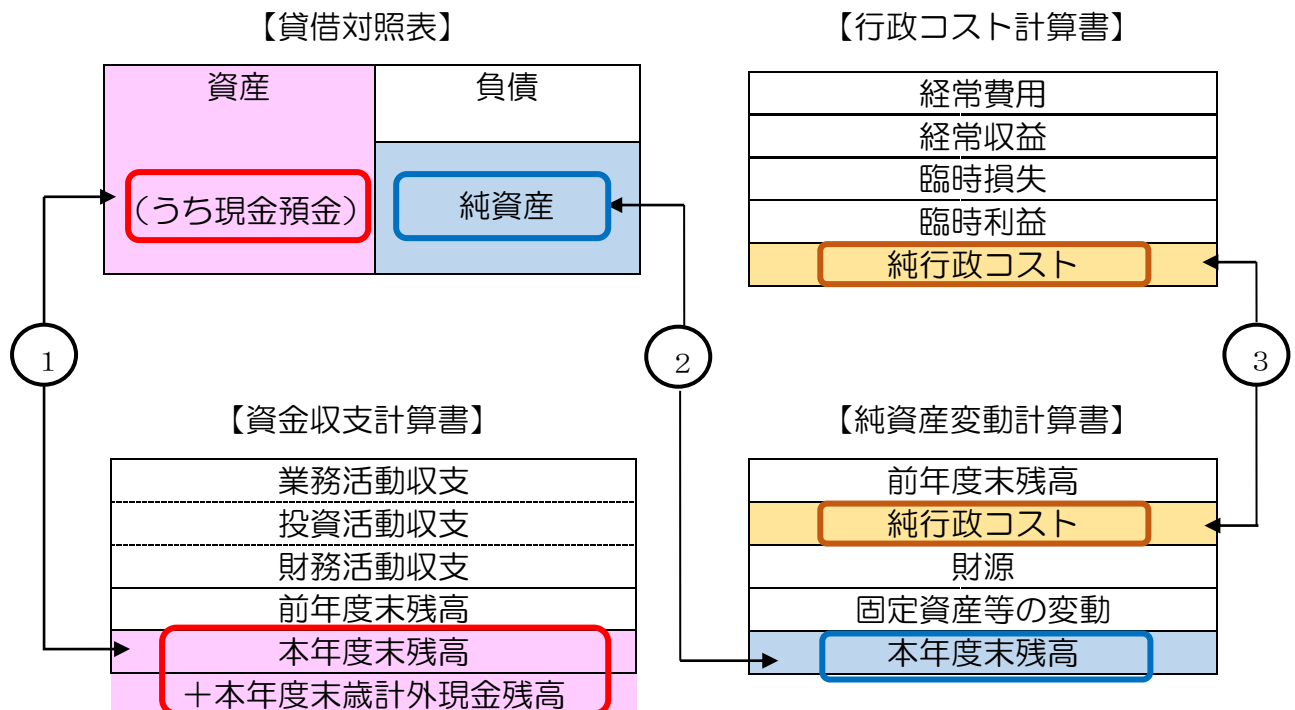 【貸借対照表】
資産
負債
（うち現金預金）
純資産
【行政コスト計算書】
経常費用
経常収益
臨時損失
臨時利益
純行政コスト
1
2
3
【資金収支計算書】
業務活動収支
投資活動収支
財務活動収支
前年度末残高
本年度末残高
＋本年度末歳計外現金残高
【純資産変動計算書】
前年度末残高
純行政コスト
財源
固定資産等の変動
本年度末残高